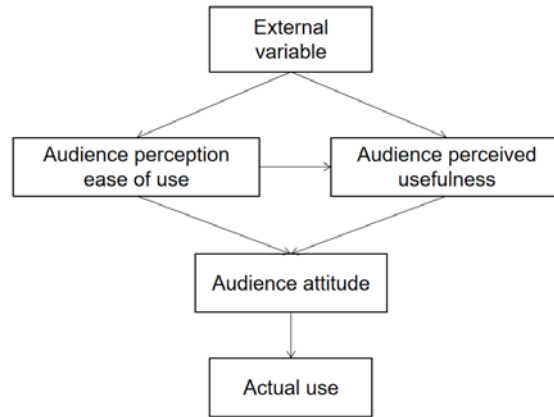 External
variable
Audience perception
ease of use
Audience perceived
usefulness
Audience attitude
Actual use